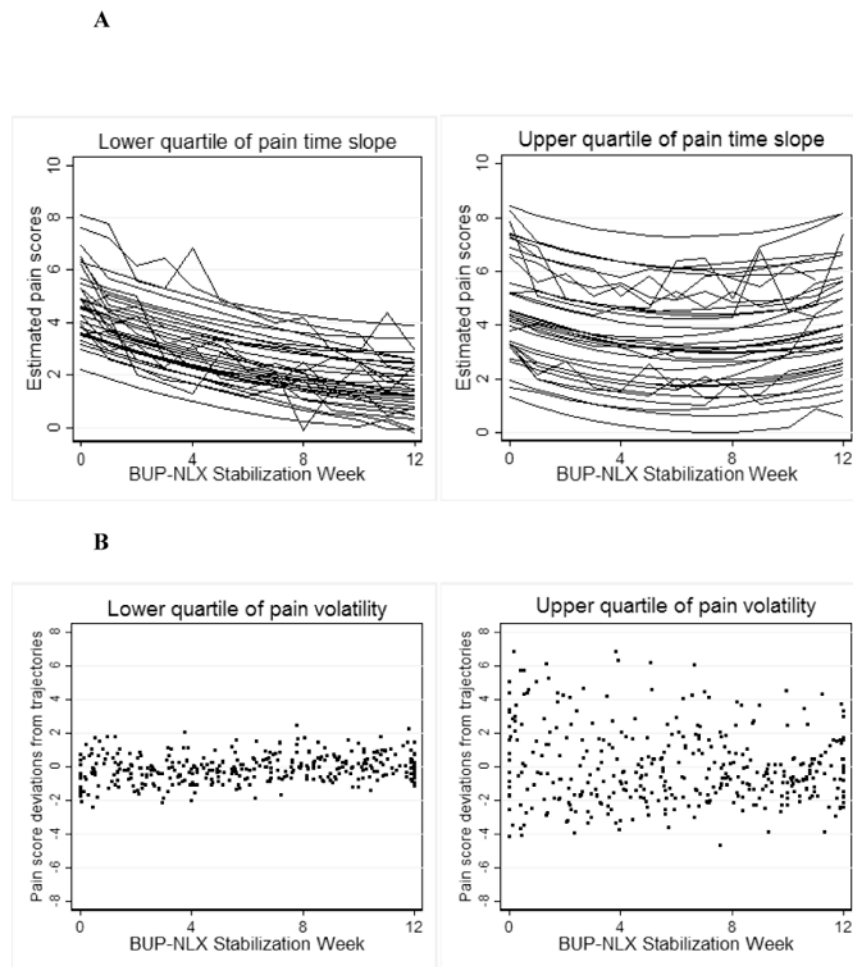 A
Lower quartile of pain time slope
Estimated pain scores
10
8
6
4
2
0
0 4 8 12
BUP-NLX Stabilization Week
Upper quartile of pain time slope
Estimated pain scores
10
8
6
4
2
0
0 4 8 12
BUP-NLX Stabilization Week
B
Lower quartile of pain volatility
Pain score deviations from trajectories
8
6
4
2
0
-2
-4
-6
-8
0 4 8 12
BUP-NLX Stabilization Week
Upper quartile of pain volatility
Pain score deviations from trajectories
8
6
4
2
0
-2
-4
-6
-8
0 4 8 12
BUP-NLX Stabilization Week